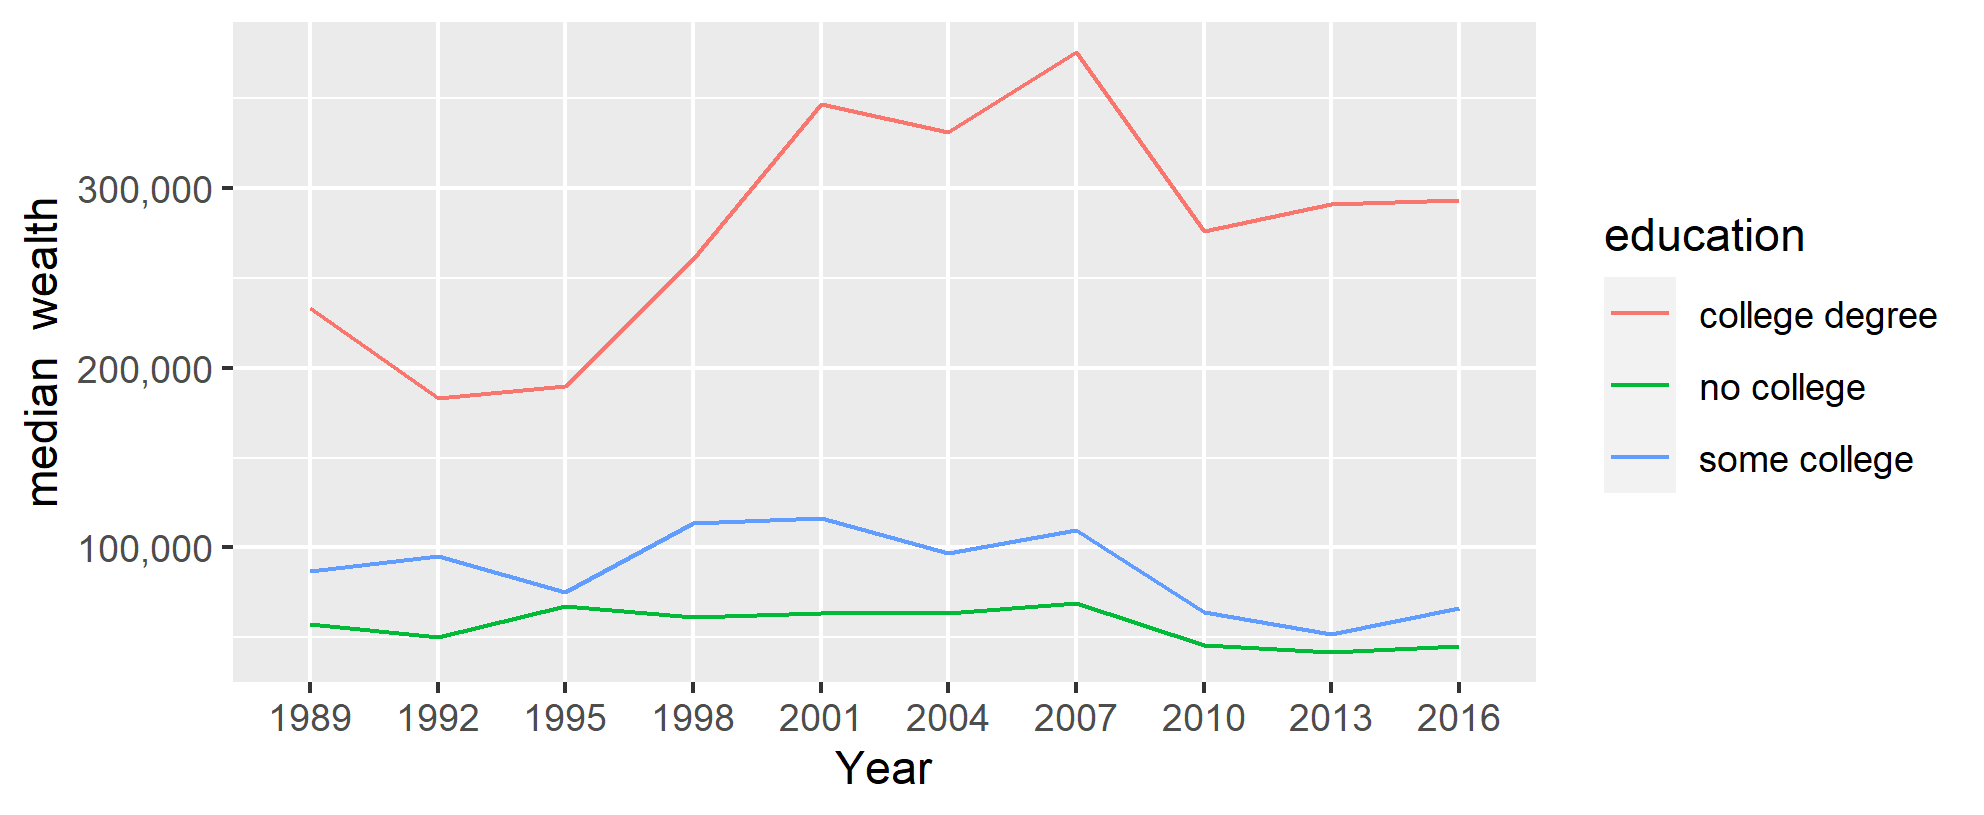 median wealth
300,000
200,000
100,000
1989 1992 1995 1998 2001 2004 2007 2010 2013 2016
Year
education
college degree
no college
some college